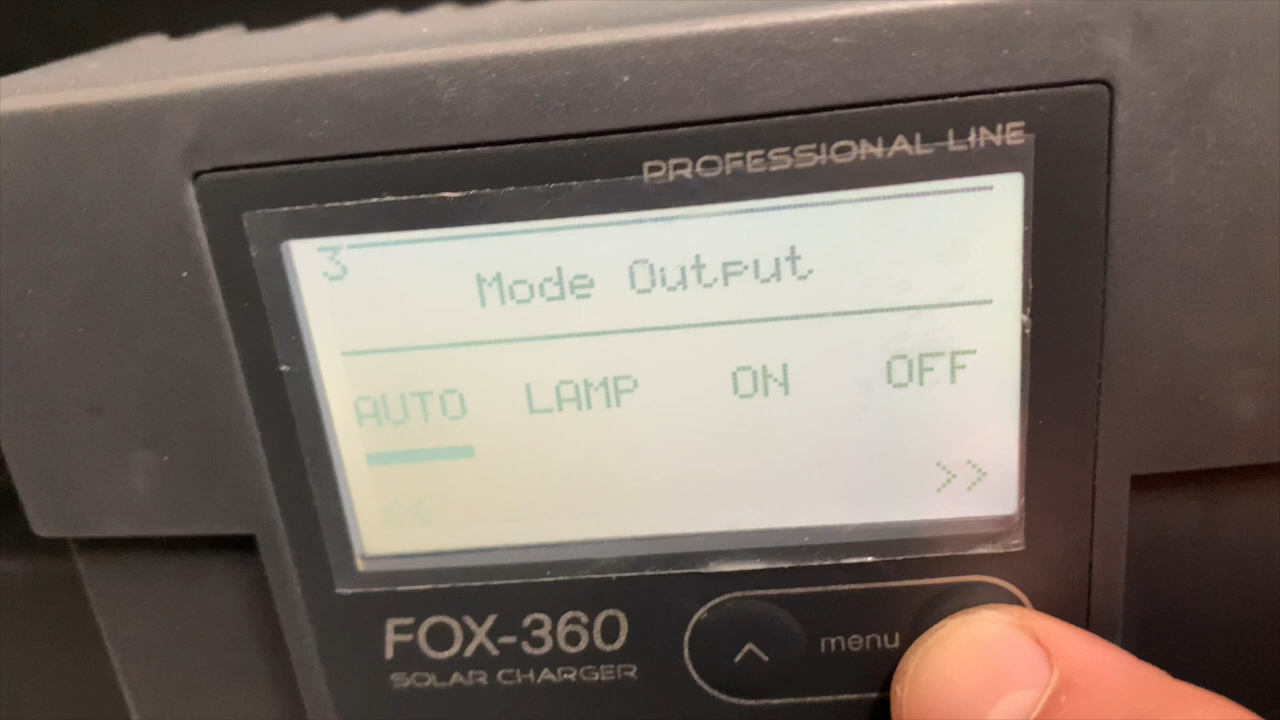 PROFESSIONAL LINE
3
Mode Output
AUTO LAMP ON OFF
<< >>
FOX-360
SOLAR CHARGER
menu